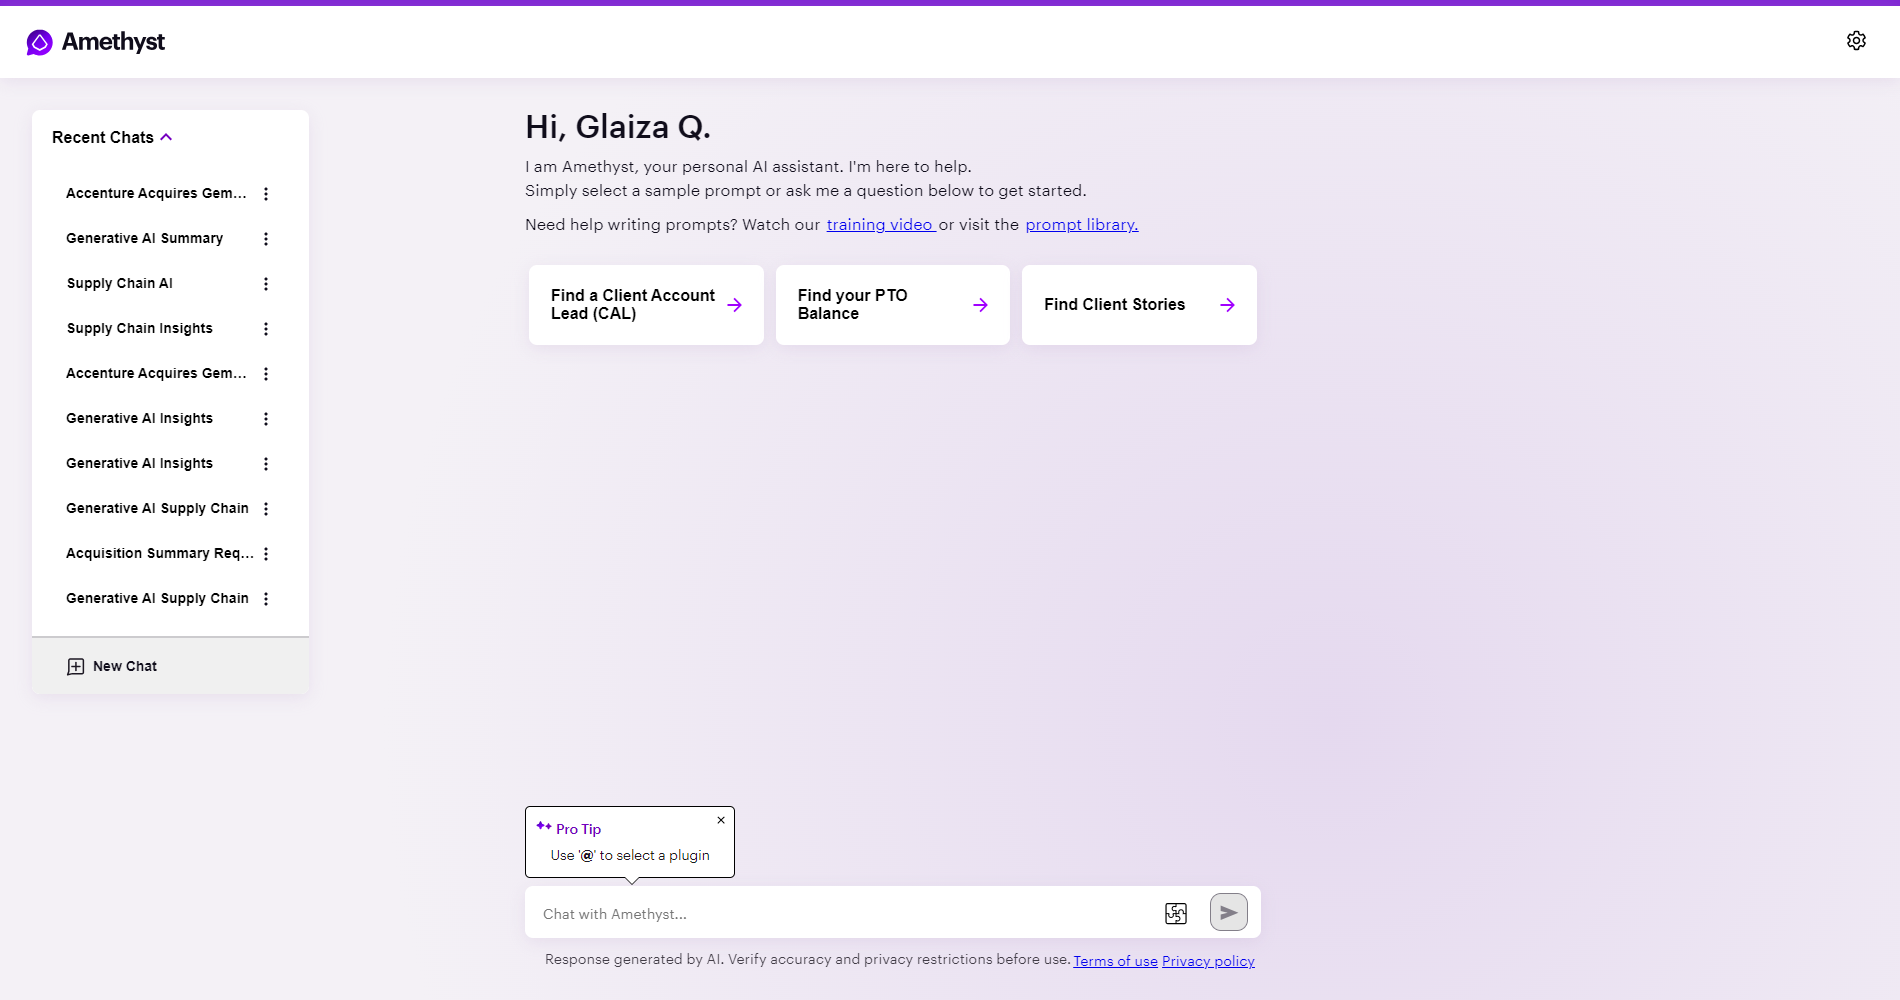 Amethyst
Recent Chats
Accenture Acquires Gem...
Generative AI Summary
Supply Chain AI
Supply Chain Insights
Accenture Acquires Gem...
Generative AI Insights
Generative AI Insights
Generative AI Supply Chain
Acquisition Summary Req...
Generative AI Supply Chain
New Chat
Hi, Glaiza Q.
I am Amethyst, your personal AI assistant. I'm here to help.
Simply select a sample prompt or ask me a question below to get started.
Need help writing prompts? Watch our training video or visit the prompt library.
Find a Client Account
Lead (CAL)
Find your PTO
Balance
Find Client Stories
Pro Tip
Use '@' to select a plugin
Chat with Amethyst...
Response generated by AI. Verify accuracy and privacy restrictions before use. Terms of use Privacy policy